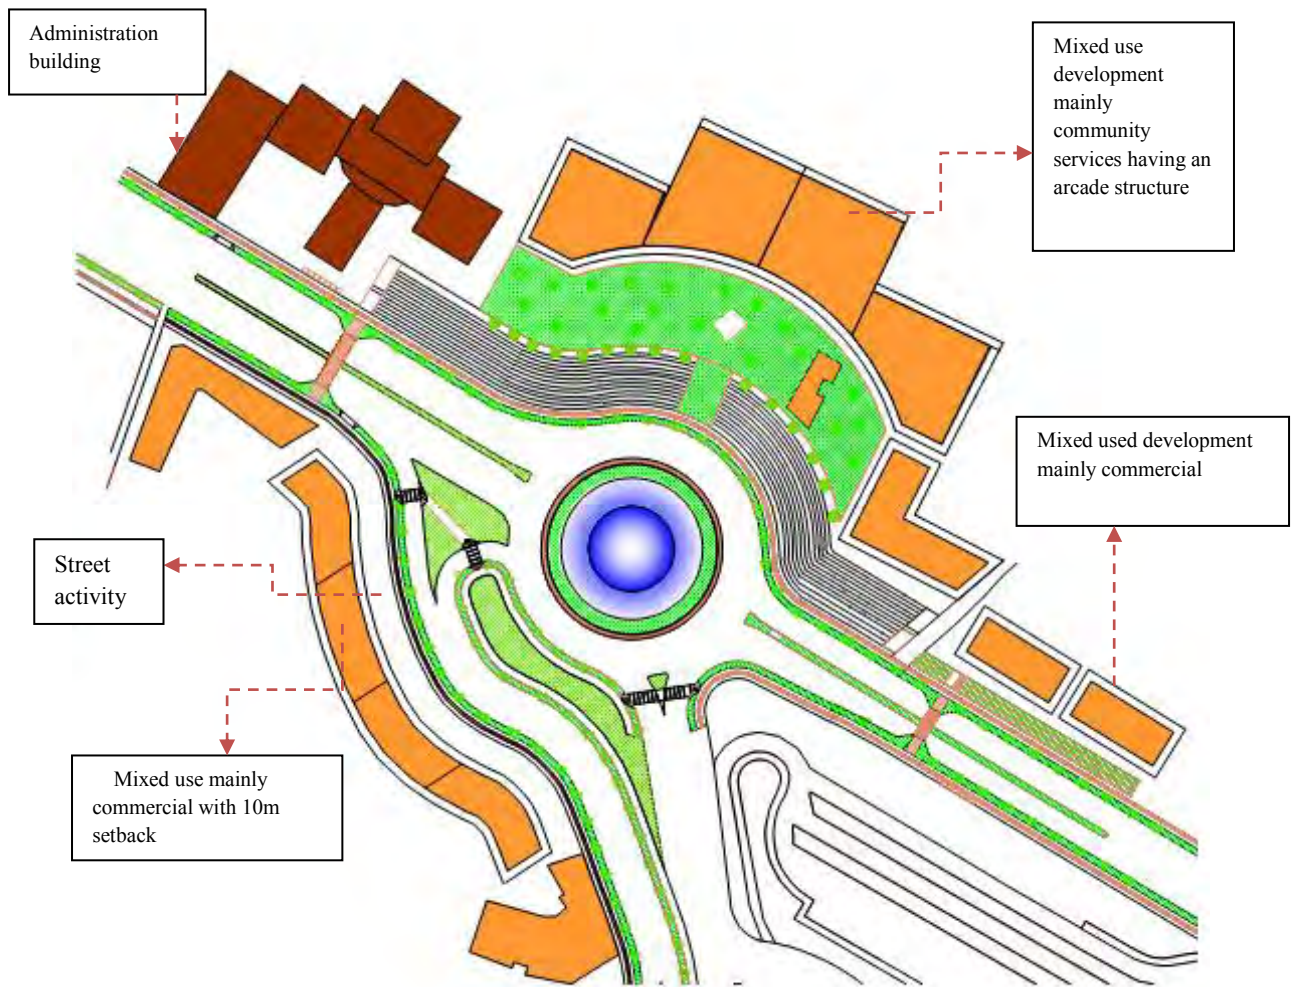 Administration
building
Mixed use
development
mainly
community
services having an
arcade structure
Mixed used development
mainly commercial
Street
activity
Mixed use mainly
commercial with 10m
setback